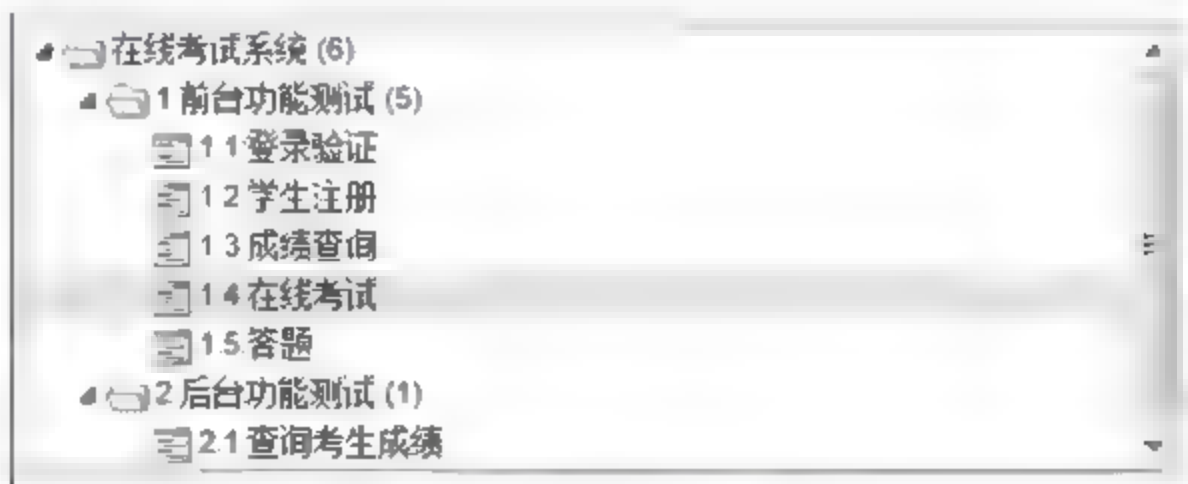 在线考试系统 (6)
1 前台功能测试 (5)
1 1 登录验证
1 2 学生注册
1 3 成绩查询
1 4 在线考试
1.5.答题
2 后台功能测试 (1)
2.1 查询考生成绩